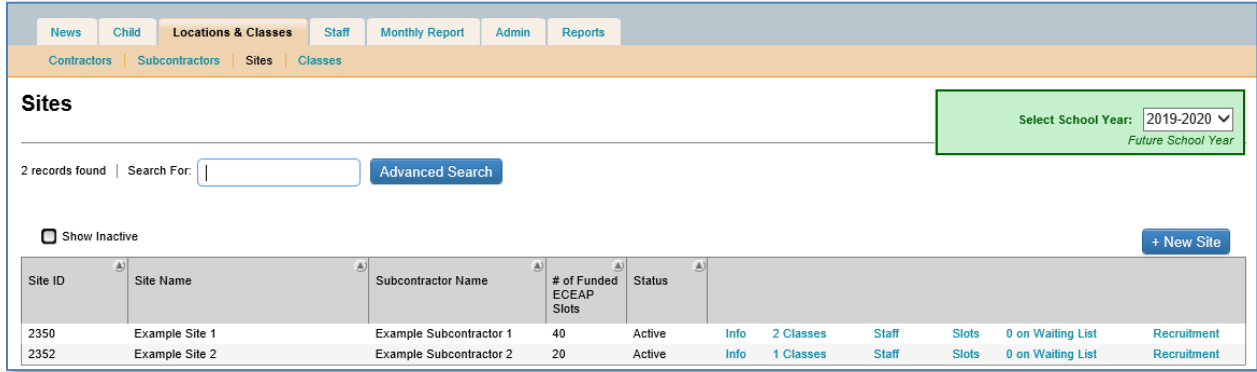 News Child Locations & Classes Staff Monthly Report Admin Reports
Contractors | Subcontractors | Sites | Classes
Sites
Select School Year: 2019-2020
Future School Year
2 records found | Search For: Advanced Search
Show Inactive
+ New Site
Site ID Site Name Subcontractor Name # of Funded ECEAP Slots Status
2350 Example Site 1 Example Subcontractor 1 40 Active Info 2 Classes Staff Slots 0 on Waiting List Recruitment
2352 Example Site 2 Example Subcontractor 2 20 Active Info 1 Classes Staff Slots 0 on Waiting List Recruitment